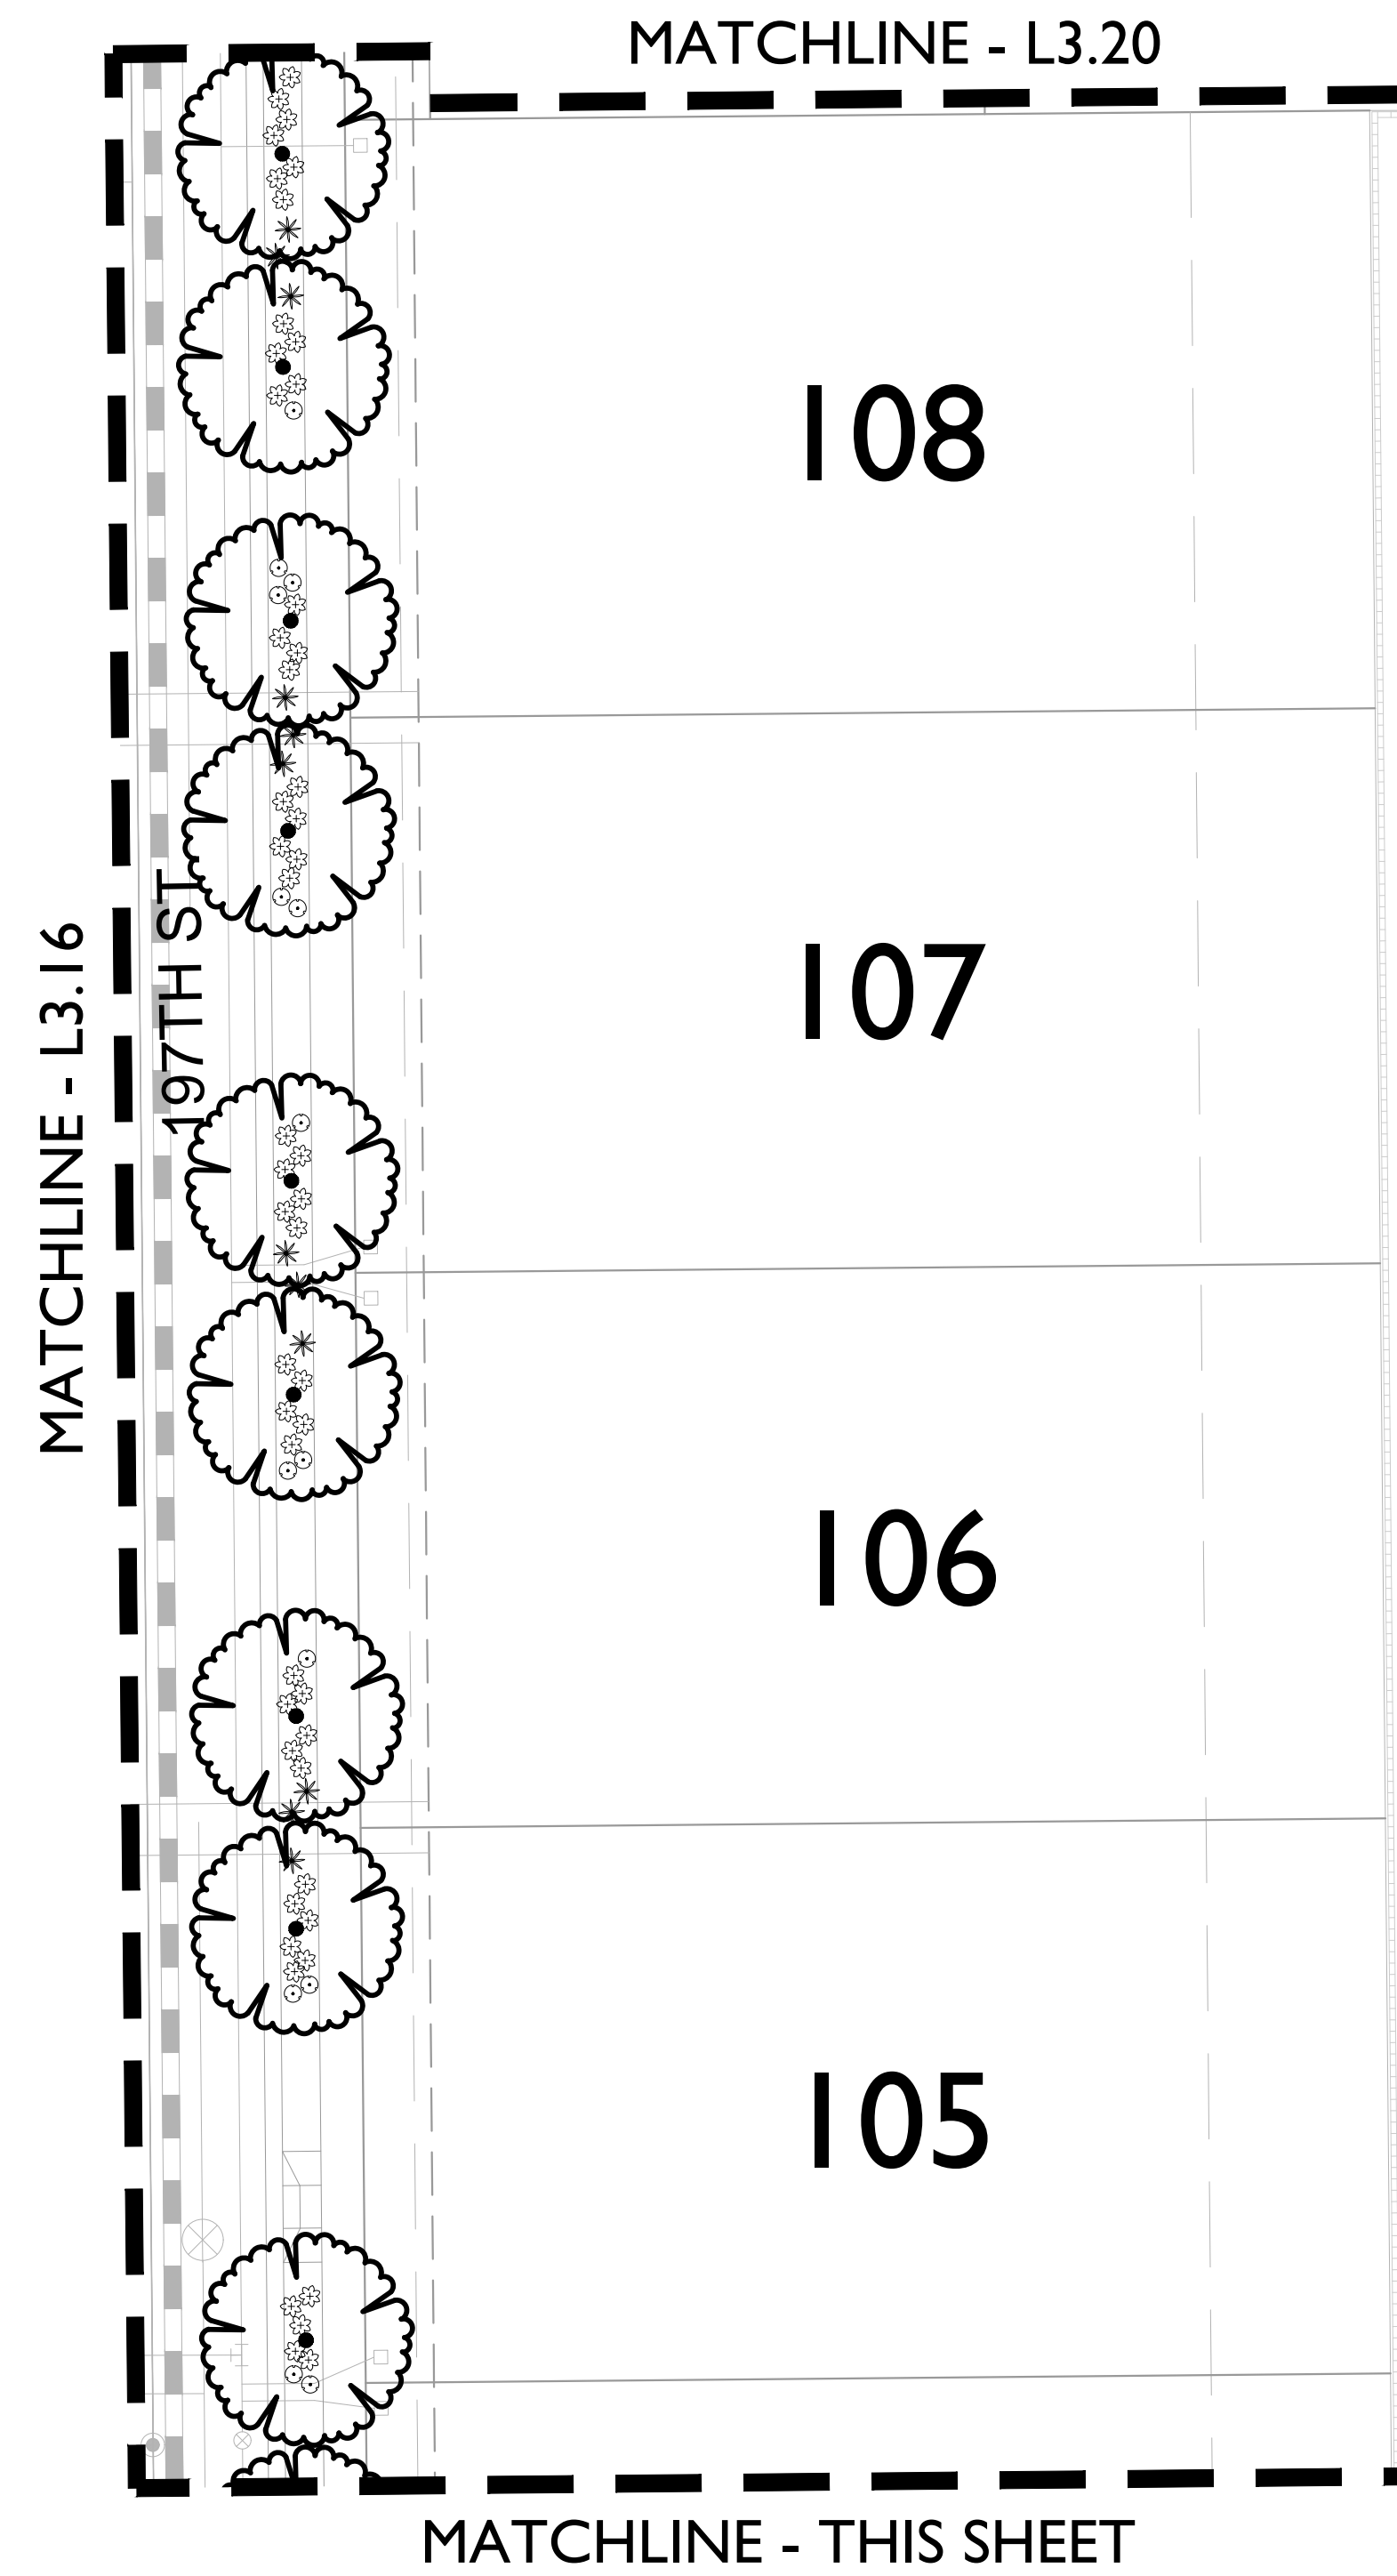 MATCHLINE - L3.20
108
107
MATCHLINE - L3.16
197TH ST
106
105
MATCHLINE - THIS SHEET